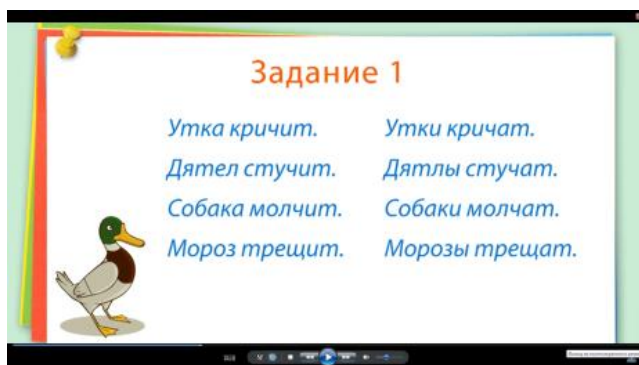 Задание 1
Утка кричит. Утки кричат.
Дятел стучит. Дятлы стучат.
Собака молчит. Собаки молчат.
Мороз трещит. Морозы трещат.